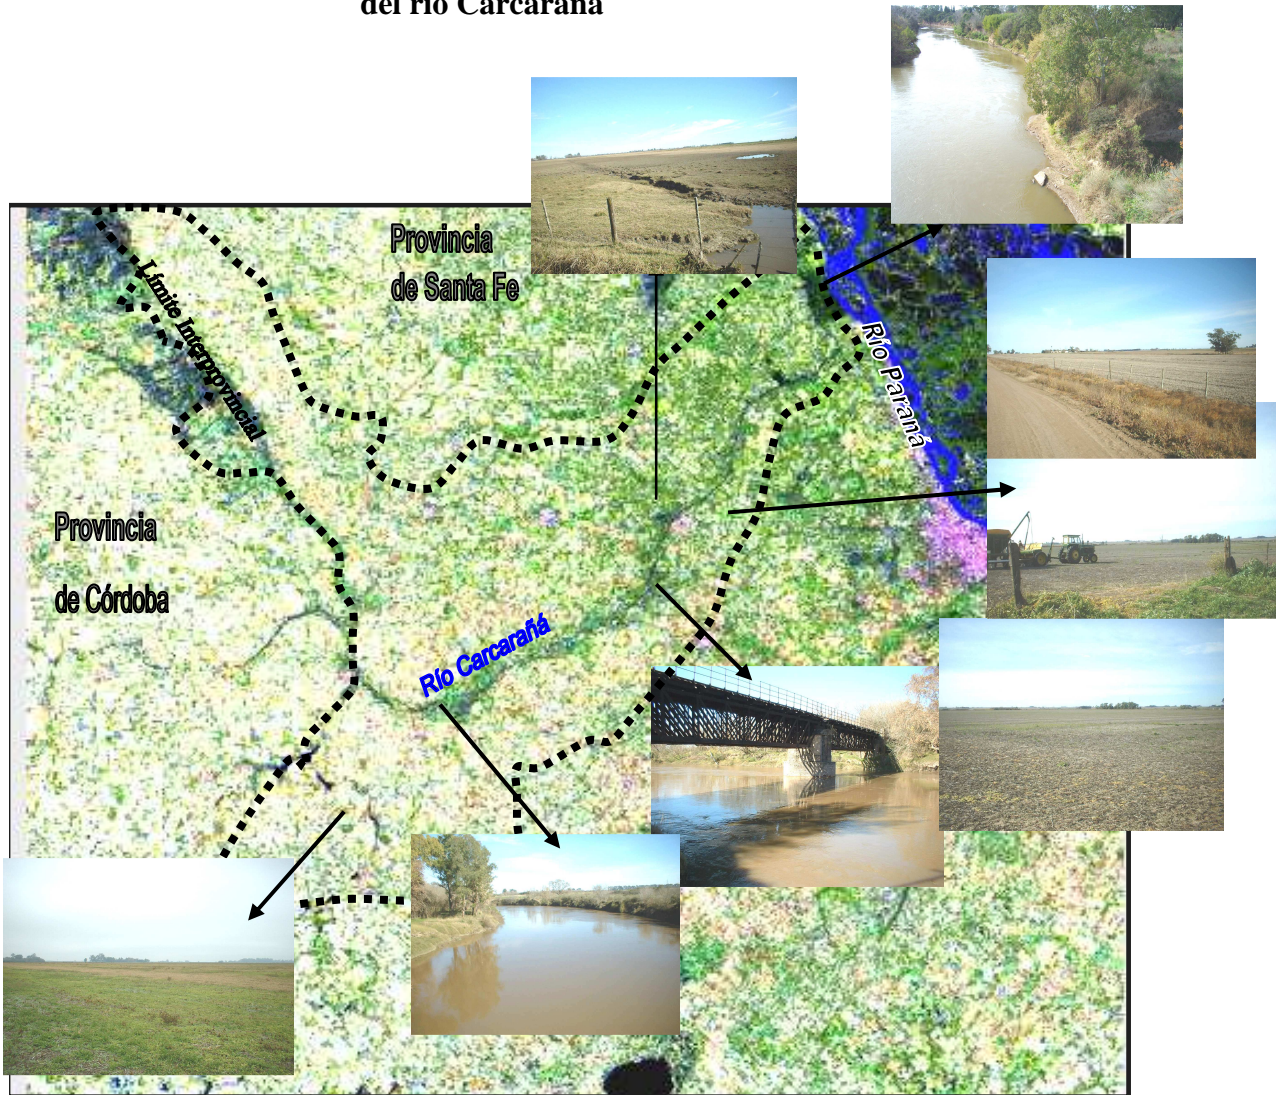 del río Carcarañá
Provincia
de Santa Fe
Límite Interprovincial
Río Paraná
Provincia
de Córdoba
Río Carcarañá